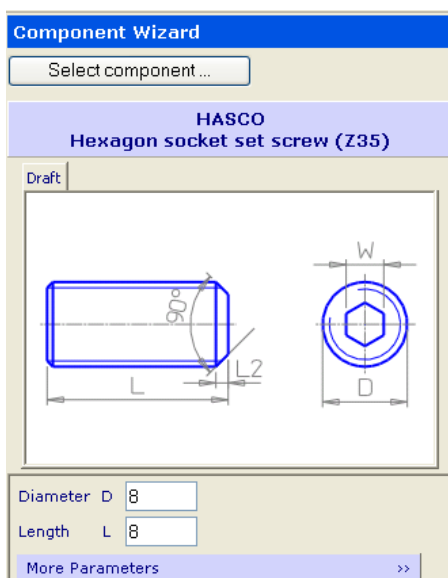 Component Wizard
Select component ...
HASCO
Hexagon socket set screw (Z35)
Draft
W
90°
L2
L
D
Diameter D 8
Length L 8
More Parameters >>